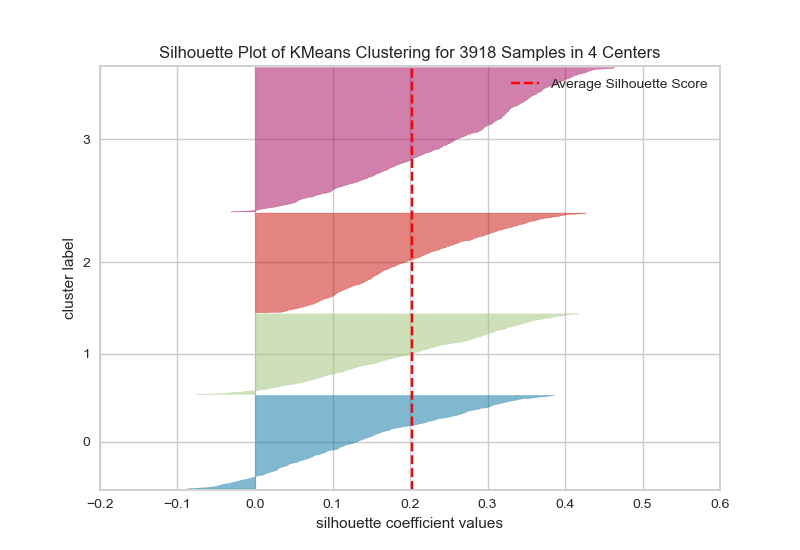 Silhouette Plot of KMeans Clustering for 3918 Samples in 4 Centers
Average Silhouette Score
3
2
1
0
cluster label
−0.2 −0.1 0.0 0.1 0.2 0.3 0.4 0.5 0.6
silhouette coefficient values